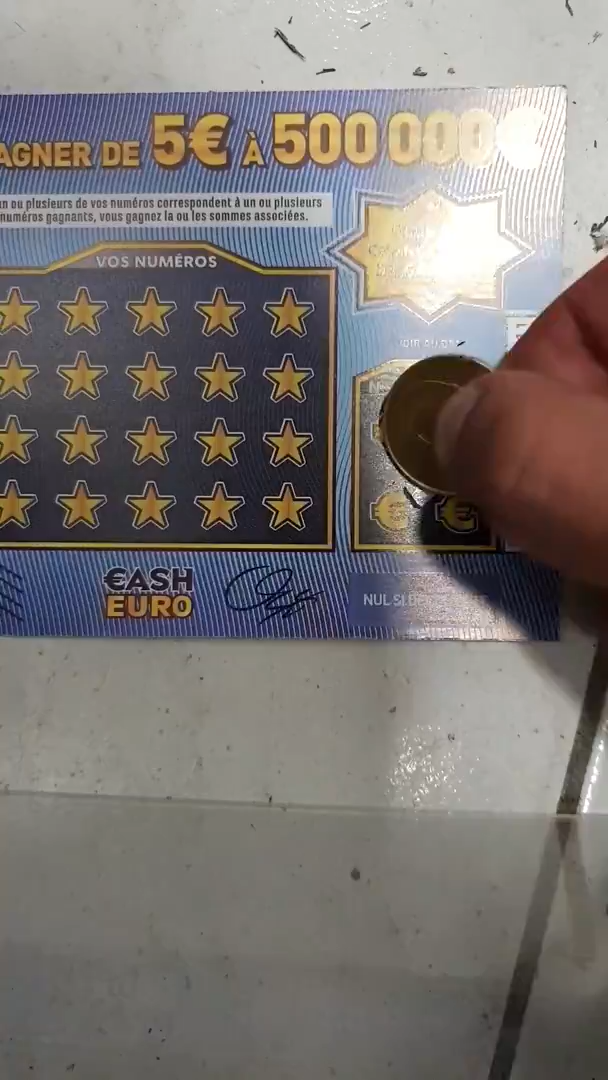 AGNER DE 5€ À 500 000 €
un ou plusieurs de vos numéros correspondent à un ou plusieurs
numéros gagnants, vous gagnez la ou les sommes associées.
VOS NUMÉROS
€ASH
EURO
NUL SI DÉ